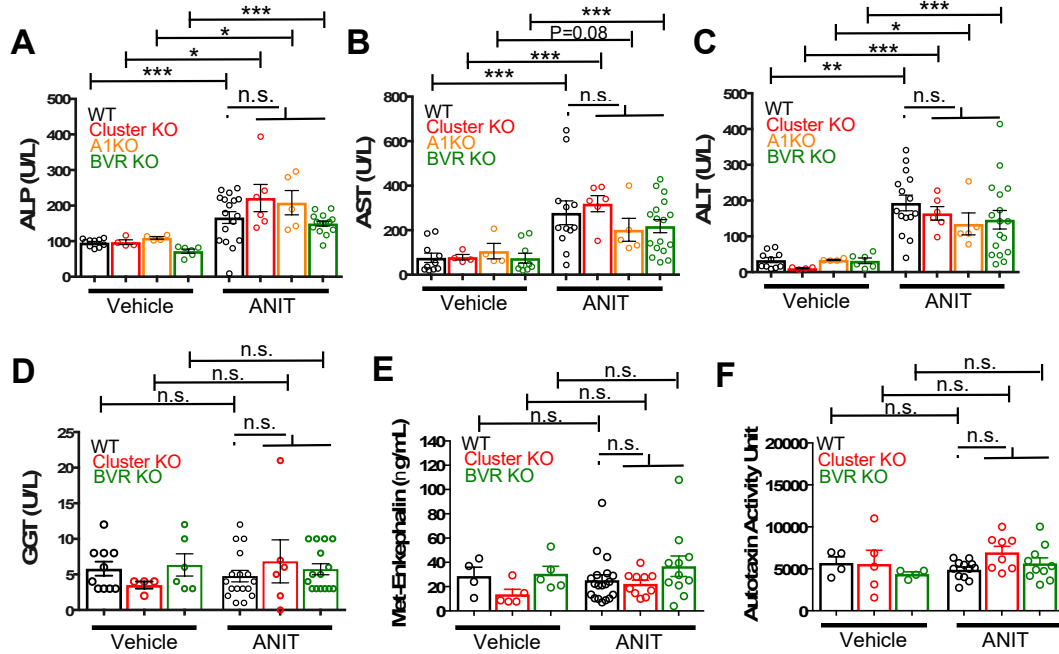 A
***
*
*
***
n.s.
ALP (U/L)
500
400
300
200
100
0
WT
Cluster KO
A1KO
BVR KO
Vehicle
ANIT
B
***
P=0.08
***
***
n.s.
AST (U/L)
800
600
400
200
0
WT
Cluster KO
A1KO
BVR KO
Vehicle
ANIT
C
***
*
***
**
n.s.
ALT (U/L)
500
400
300
200
100
0
WT
Cluster KO
A1KO
BVR KO
Vehicle
ANIT
D
n.s.
n.s.
n.s.
n.s.
GGT (U/L)
25
20
15
10
5
0
WT
Cluster KO
BVR KO
Vehicle
ANIT
E
n.s.
n.s.
n.s.
n.s.
Met-Enkephalin (ng/mL)
140
120
100
80
60
40
20
0
WT
Cluster KO
BVR KO
Vehicle
ANIT
F
n.s.
n.s.
n.s.
n.s.
Autotaxin Activity Unit
20000
15000
10000
5000
0
WT
Cluster KO
BVR KO
Vehicle
ANIT